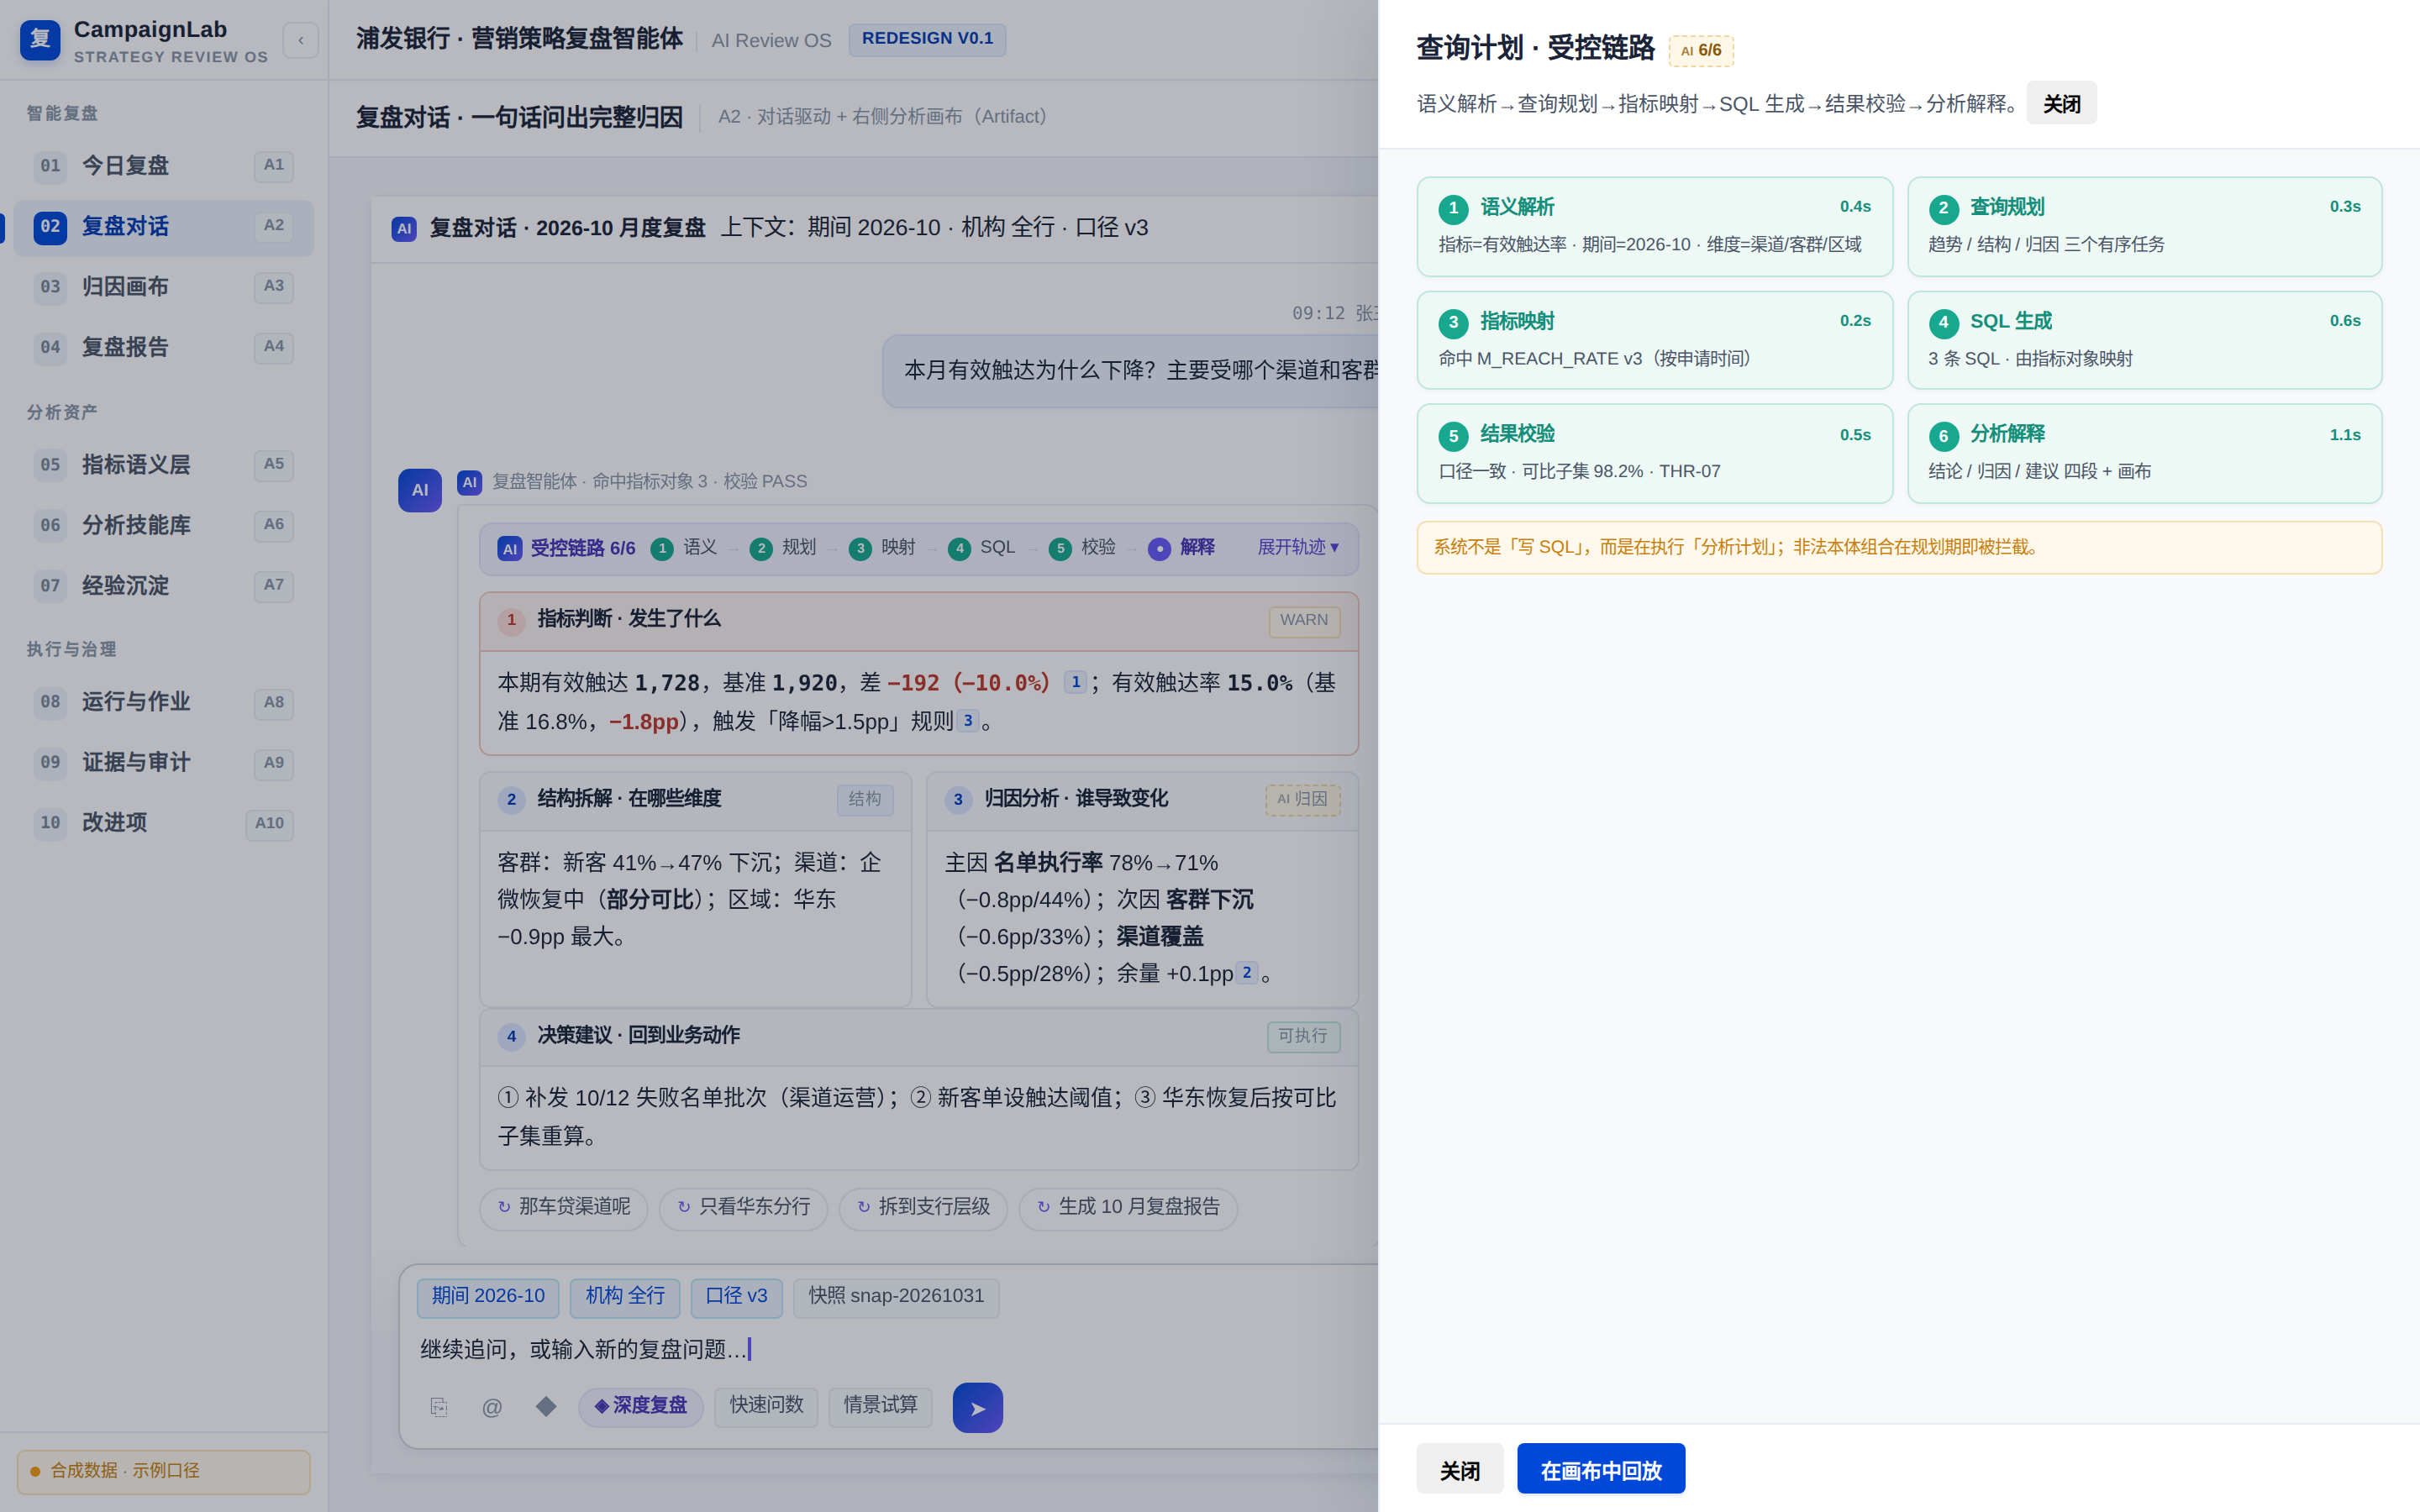 复
CampaignLab
STRATEGY REVIEW OS
‹
智能复盘
01 今日复盘 A1
02 复盘对话 A2
03 归因画布 A3
04 复盘报告 A4
分析资产
05 指标语义层 A5
06 分析技能库 A6
07 经验沉淀 A7
执行与治理
08 运行与作业 A8
09 证据与审计 A9
10 改进项 A10
合成数据 · 示例口径
浦发银行 · 营销策略复盘智能体 AI Review OS REDESIGN V0.1
复盘对话 · 一句话问出完整归因 A2 · 对话驱动 + 右侧分析画布（Artifact）
AI 复盘对话 · 2026-10 月度复盘 上下文：期间 2026-10 · 机构 全行 · 口径 v3
09:12
本月有效触达为什么下降？主要受哪个渠道和客群
AI
AI 复盘智能体 · 命中指标对象 3 · 校验 PASS
AI 受控链路 6/6 1 语义 → 2 规划 → 3 映射 → 4 SQL → 5 校验 → ● 解释 展开轨迹 ▾
1 指标判断 · 发生了什么 WARN
本期有效触达 1,728，基准 1,920，差 −192（−10.0%） 1 ；有效触达率 15.0%（基
准 16.8%，−1.8pp），触发「降幅>1.5pp」规则 3 。
2 结构拆解 · 在哪些维度 结构
客群：新客 41%→47% 下沉；渠道：企
微恢复中（部分可比）；区域：华东
−0.9pp 最大。
3 归因分析 · 谁导致变化 AI 归因
主因 名单执行率 78%→71%
（−0.8pp/44%）；次因 客群下沉
（−0.6pp/33%）；渠道覆盖
（−0.5pp/28%）；余量 +0.1pp 2 。
4 决策建议 · 回到业务动作 可执行
① 补发 10/12 失败名单批次（渠道运营）；② 新客单设触达阈值；③ 华东恢复后按可比
子集重算。
↻ 那车贷渠道呢 ↻ 只看华东分行 ↻ 拆到支行层级 ↻ 生成 10 月复盘报告
期间 2026-10 机构 全行 口径 v3 快照 snap-20261031
继续追问，或输入新的复盘问题…
@ ◆ ◈ 深度复盘 快速问数 情景试算 ➤
查询计划 · 受控链路 AI 6/6
语义解析→查询规划→指标映射→SQL 生成→结果校验→分析解释。 关闭
1 语义解析 0.4s
指标=有效触达率 · 期间=2026-10 · 维度=渠道/客群/区域
2 查询规划 0.3s
趋势 / 结构 / 归因 三个有序任务
3 指标映射 0.2s
命中 M_REACH_RATE v3（按申请时间）
4 SQL 生成 0.6s
3 条 SQL · 由指标对象映射
5 结果校验 0.5s
口径一致 · 可比子集 98.2% · THR-07
6 分析解释 1.1s
结论 / 归因 / 建议 四段 + 画布
系统不是「写 SQL」，而是在执行「分析计划」；非法本体组合在规划期即被拦截。
关闭 在画布中回放